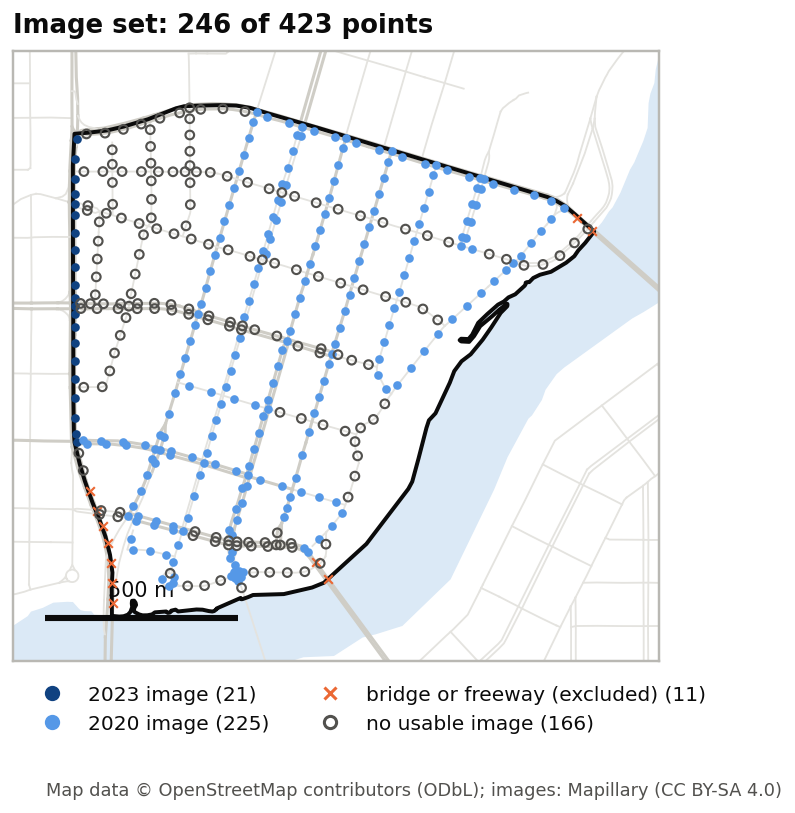 Image set: 246 of 423 points
500 m
2023 image (21)
2020 image (225)
bridge or freeway (excluded) (11)
no usable image (166)
Map data © OpenStreetMap contributors (ODbL); images: Mapillary (CC BY-SA 4.0)